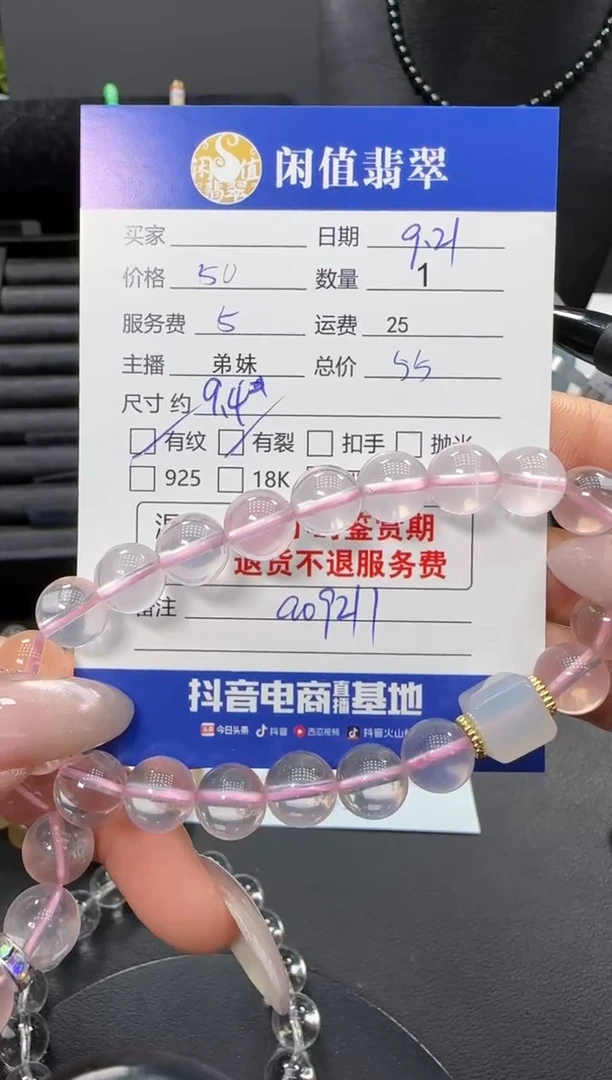 闲值翡翠
闲值翡翠
买家 日期 9.21
价格 50 数量 1
服务费 5 运费 25
主播 弟妹 总价 55
尺寸 约 9.4
有纹 有裂 扣手 抛光
925 18K
鉴赏期
退货不退服务费
备注 a09211
抖音电商直播基地
今日头条 抖音 西瓜视频 抖音火山